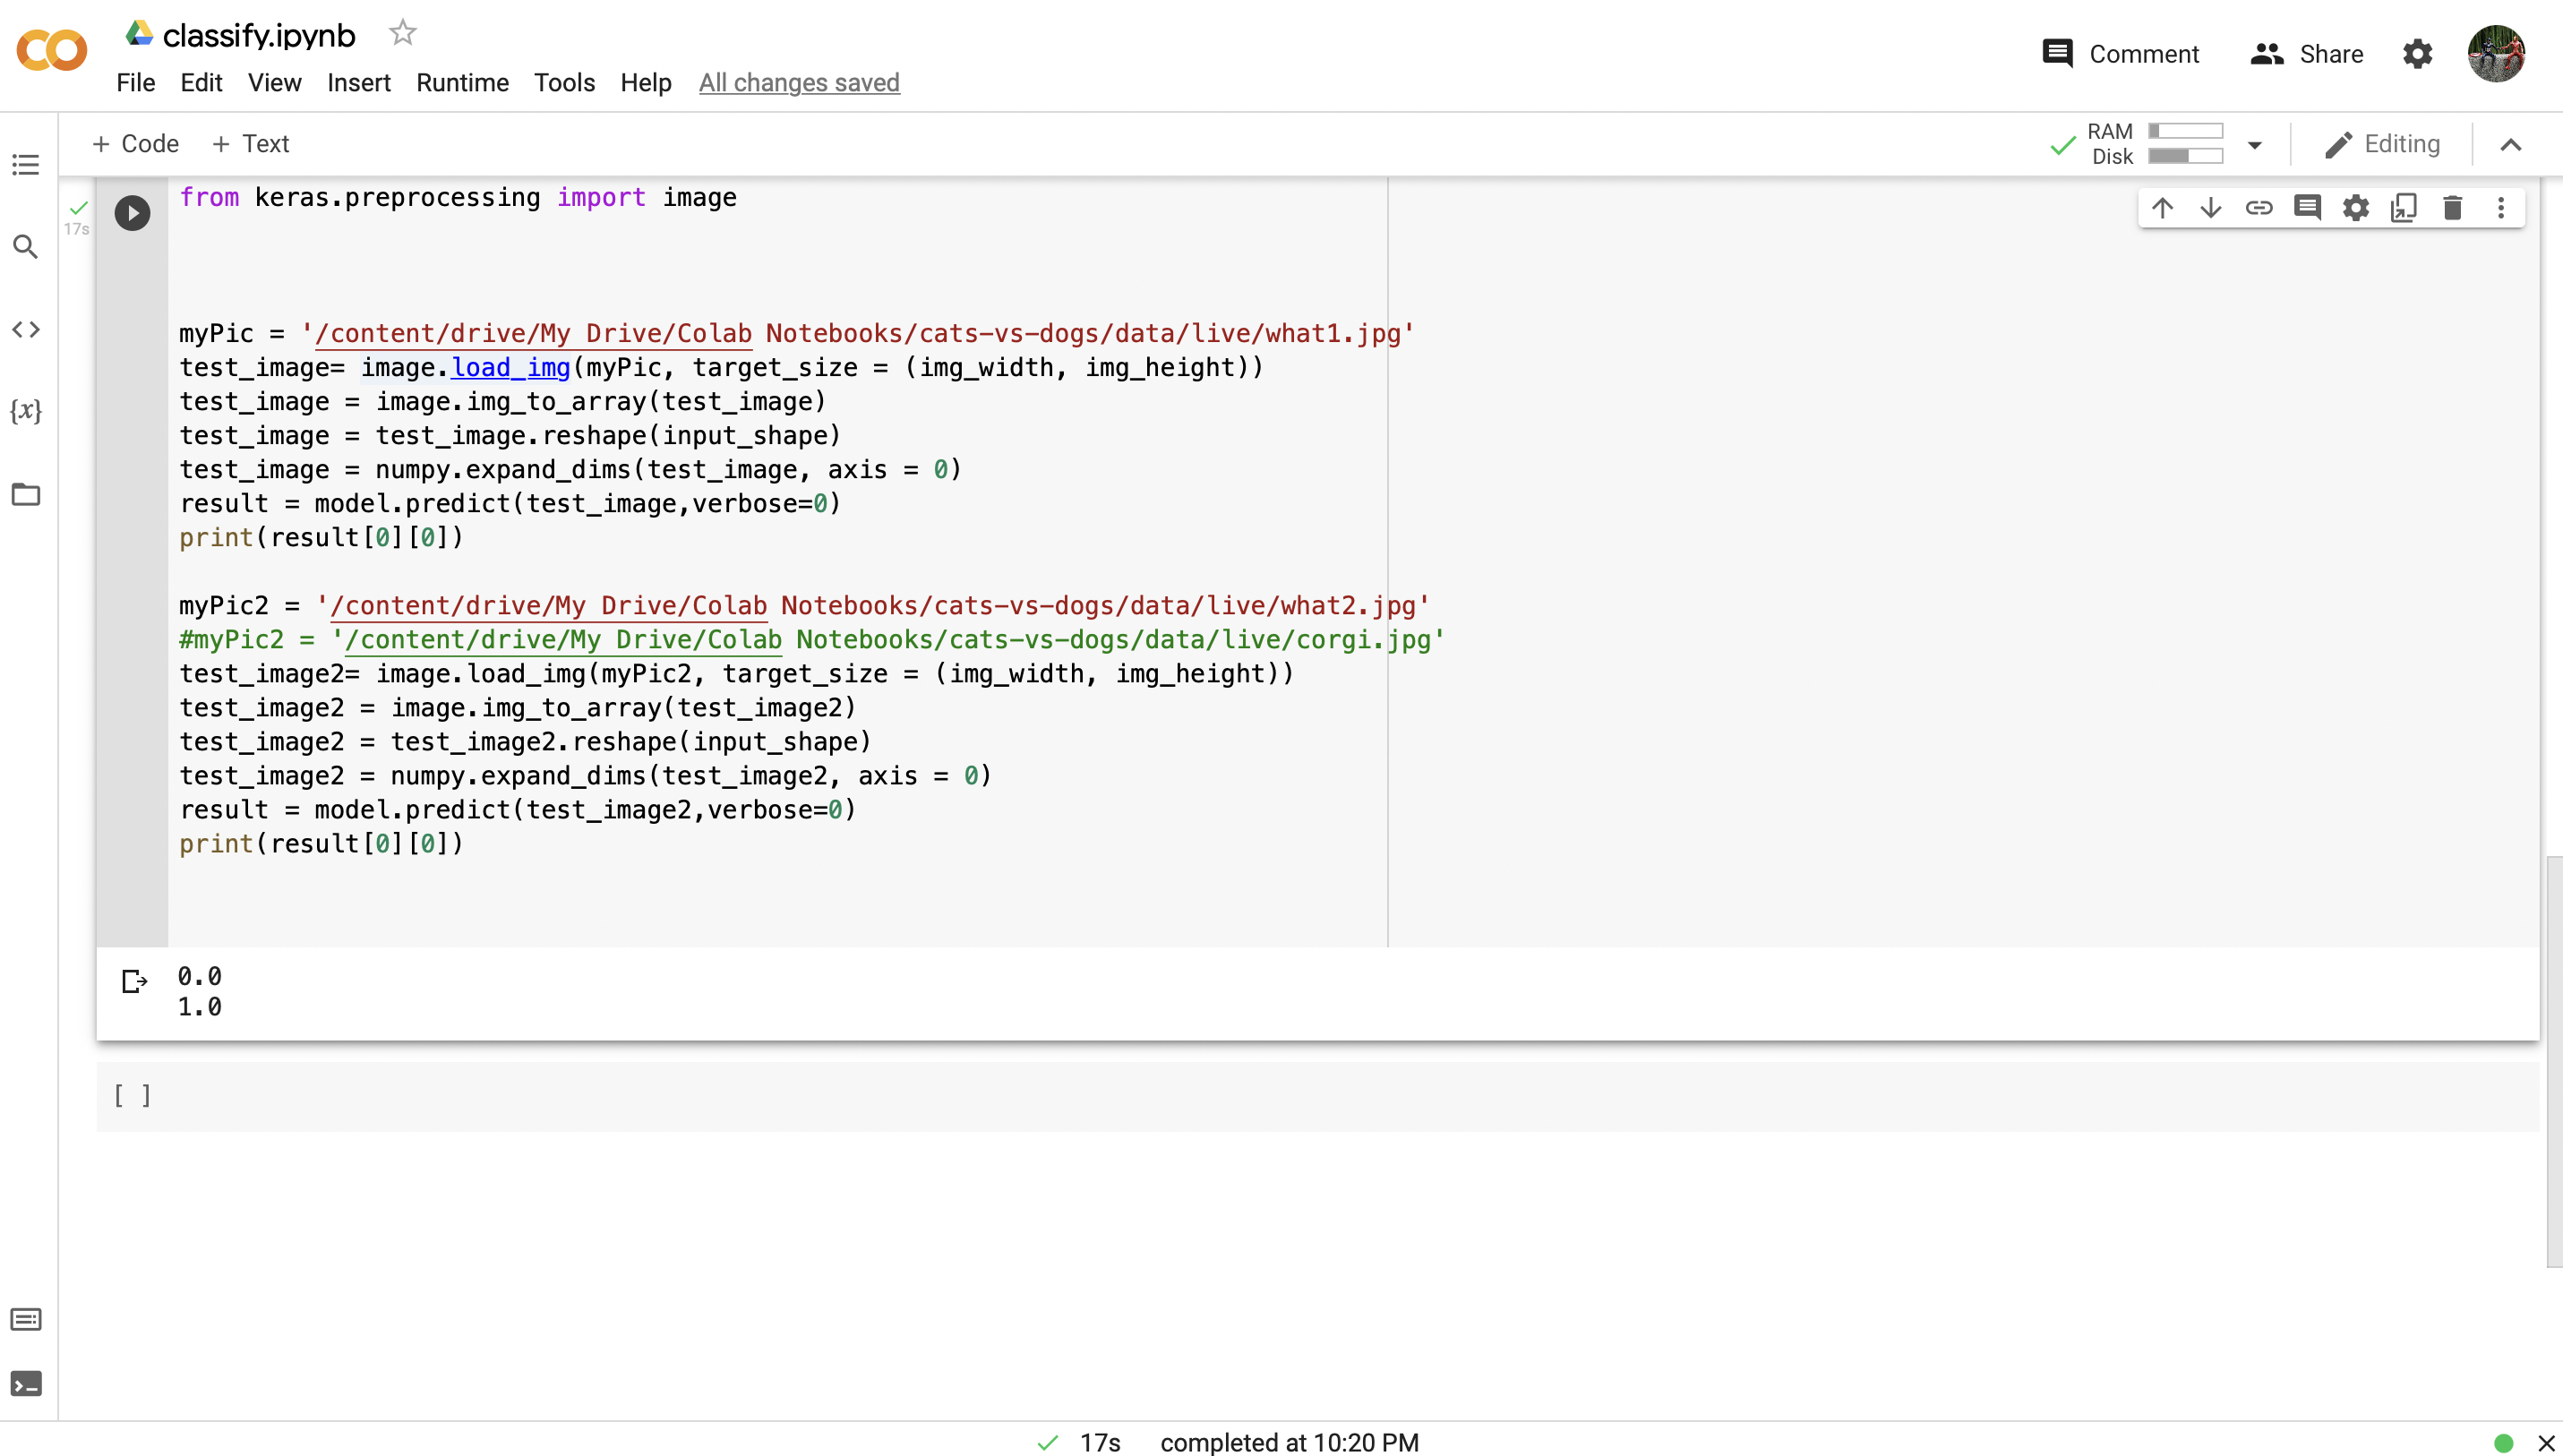 classify.ipynb
File Edit View Insert Runtime Tools Help All changes saved
Comment
Share
+ Code + Text
RAM
Disk
Editing
17s
from keras.preprocessing import image
myPic = '/content/drive/My Drive/Colab Notebooks/cats-vs-dogs/data/live/what1.jpg'
test_image= image.load_img(myPic, target_size = (img_width, img_height))
test_image = image.img_to_array(test_image)
test_image = test_image.reshape(input_shape)
test_image = numpy.expand_dims(test_image, axis = 0)
result = model.predict(test_image,verbose=0)
print(result[0][0])
myPic2 = '/content/drive/My Drive/Colab Notebooks/cats-vs-dogs/data/live/what2.jpg'
#myPic2 = '/content/drive/My Drive/Colab Notebooks/cats-vs-dogs/data/live/corgi.jpg'
test_image2= image.load_img(myPic2, target_size = (img_width, img_height))
test_image2 = image.img_to_array(test_image2)
test_image2 = test_image2.reshape(input_shape)
test_image2 = numpy.expand_dims(test_image2, axis = 0)
result = model.predict(test_image2,verbose=0)
print(result[0][0])
0.0
1.0
[ ]
17s completed at 10:20 PM